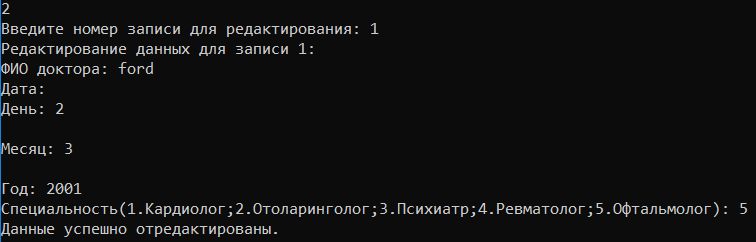 2
Введите номер записи для редактирования: 1
Редактирование данных для записи 1:
ФИО доктора: ford
Дата:
День: 2
Месяц: 3
Год: 2001
Специальность(1.Кардиолог;2.Отоларинголог;3.Психиатр;4.Ревматолог;5.Офтальмолог): 5
Данные успешно отредактированы.